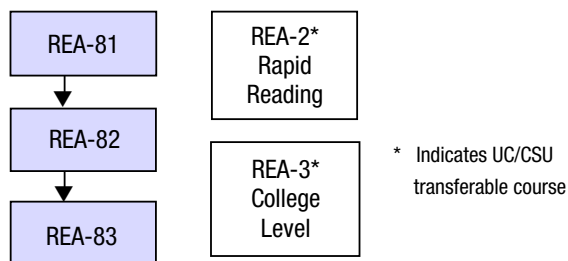 REA-81
REA-82
REA-83
REA-2*
Rapid
Reading
REA-3*
College
Level
* Indicates UC/CSU
transferable course